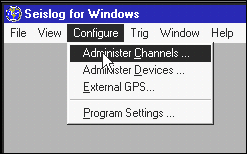 Seislog for Windows
File View Configure Trig Window Help
Administer Channels ...
Administer Devices ...
External GPS...
Program Settings ...